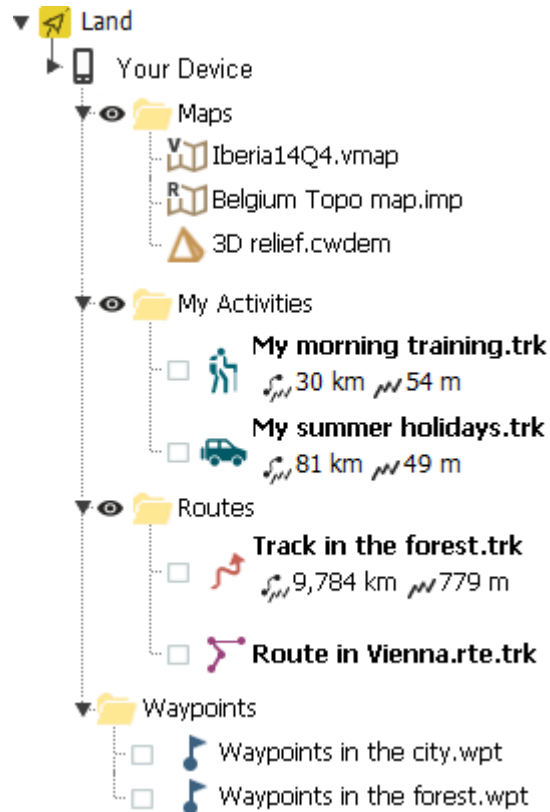 Land
Your Device
Maps
V Iberia14Q4.vmap
R Belgium Topo map.imp
3D relief.cwdem
My Activities
My morning training.trk
30 km 54 m
My summer holidays.trk
81 km 49 m
Routes
Track in the forest.trk
9,784 km 779 m
Route in Vienna.rte.trk
Waypoints
Waypoints in the city.wpt
Waypoints in the forest.wpt